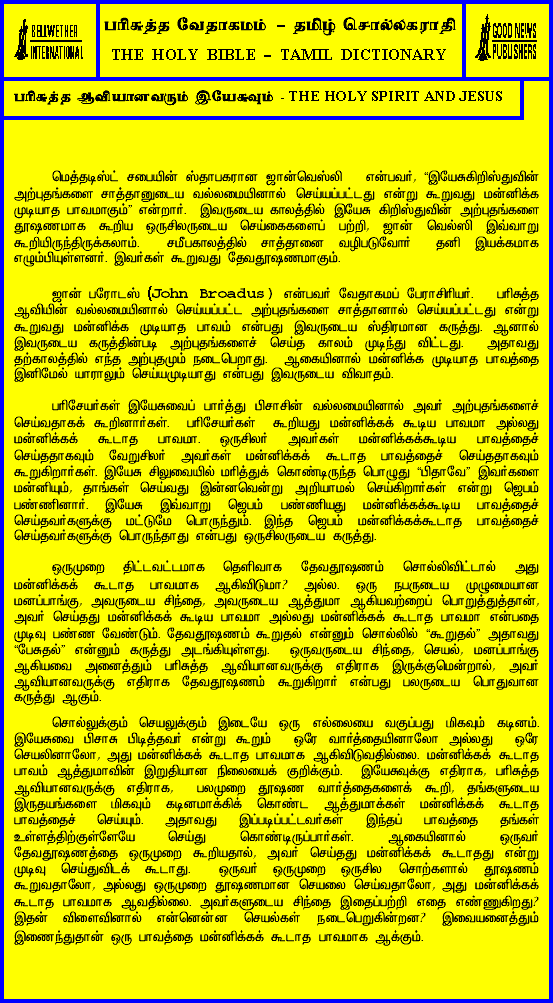 BELLWETHER
INTERNATIONAL
பரிசுத்த வேதாகமம் – தமிழ் சொல்லகராதி
THE HOLY BIBLE – TAMIL DICTIONARY
GOOD NEWS
PUBLISHERS
பரிசுத்த ஆவியானவரும் இயேசுவும் - THE HOLY SPIRIT AND JESUS
மெத்தடிஸ்ட் சபையின் ஸ்தாபகரான ஜான்வெஸ்லி என்பவர், “இயேசுகிறிஸ்துவின்
அற்புதங்களை சாத்தானுடைய வல்லமையினால் செய்யப்பட்டது என்று கூறுவது மன்னிக்க
முடியாத பாவமாகும்” என்றார். இவருடைய காலத்தில் இயேசு கிறிஸ்துவின் அற்புதங்களை
தூஷணமாக கூறிய ஒருசிலருடைய செய்கைகளைப் பற்றி, ஜான் வெல்ஸி இவ்வாறு
கூறியிருந்திருக்கலாம். சமீபகாலத்தில் சாத்தானை வழிபடுவோர் தனி இயக்கமாக
எழும்பியுள்ளனர். இவர்கள் கூறுவது தேவதூஷணமாகும்.
ஜான் பரோடஸ் (John Broadus) என்பவர் வேதாகமப் பேராசிரியர். பரிசுத்த
ஆவியின் வல்லமையினால் செய்யப்பட்ட அற்புதங்களை சாத்தானால் செய்யப்பட்டது என்று
கூறுவது மன்னிக்க முடியாத பாவம் என்பது இவருடைய ஸ்திரமான கருத்து. ஆனால்
இவருடைய கருத்தின்படி அற்புதங்களைச் செய்த காலம் முடிந்து விட்டது. அதாவது
தற்காலத்தில் எந்த அற்புதமும் நடைபெறாது. ஆகையினால் மன்னிக்க முடியாத பாவத்தை
இனிமேல் யாராலும் செய்யமுடியாது என்பது இவருடைய விவாதம்.
பரிசேயர்கள் இயேசுவைப் பார்த்து பிசாசின் வல்லமையினால் அவர் அற்புதங்களைச்
செய்வதாகக் கூறினார்கள். பரிசேயர்கள் கூறியது மன்னிக்கக் கூடிய பாவமா அல்லது
மன்னிக்கக் கூடாத பாவமா. ஒருசிலர் அவர்கள் மன்னிக்கக்கூடிய பாவத்தைச்
செய்ததாகவும் வேறுசிலர் அவர்கள் மன்னிக்கக் கூடாத பாவத்தைச் செய்ததாகவும்
கூறுகிறார்கள். இயேசு சிலுவையில் மரித்துக் கொண்டிருந்த பொழுது “பிதாவே” இவர்களை
மன்னியும், தாங்கள் செய்வது இன்னவென்று அறியாமல் செய்கிறார்கள் என்று ஜெபம்
பண்ணினார். இயேசு இவ்வாறு ஜெபம் பண்ணியது மன்னிக்கக்கூடிய பாவத்தைச்
செய்தவர்களுக்கு மட்டுமே பொருந்தும். இந்த ஜெபம் மன்னிக்கக்கூடாத பாவத்தைச்
செய்தவர்களுக்கு பொருந்தாது என்பது ஒருசிலருடைய கருத்து.
ஒருமுறை திட்டவட்டமாக தெளிவாக தேவதூஷணம் சொல்லிவிட்டால் அது
மன்னிக்கக் கூடாத பாவமாக ஆகிவிடுமா? அல்ல. ஒரு நபருடைய முழுமையான
மனப்பாங்கு, அவருடைய சிந்தை, அவருடைய ஆத்துமா ஆகியவற்றைப் பொறுத்துத்தான்,
அவர் செய்தது மன்னிக்கக் கூடிய பாவமா அல்லது மன்னிக்கக் கூடாத பாவமா என்பதை
முடிவு பண்ண வேண்டும். தேவதூஷணம் கூறுதல் என்னும் சொல்லில் “கூறுதல்” அதாவது
“பேசுதல்” என்னும் கருத்து அடங்கியுள்ளது. ஒருவருடைய சிந்தை, செயல், மனப்பாங்கு
ஆகியவை அனைத்தும் பரிசுத்த ஆவியானவருக்கு எதிராக இருக்குமென்றால், அவர்
ஆவியானவருக்கு எதிராக தேவதூஷணம் கூறுகிறார் என்பது பலருடைய பொதுவான
கருத்து ஆகும்.
சொல்லுக்கும் செயலுக்கும் இடையே ஒரு எல்லையை வகுப்பது மிகவும் கடினம்.
இயேசுவை பிசாசு பிடித்தவர் என்று கூறும் ஒரே வார்த்தையினாலோ அல்லது ஒரே
செயலினாலோ, அது மன்னிக்கக் கூடாத பாவமாக ஆகிவிடுவதில்லை. மன்னிக்கக் கூடாத
பாவம் ஆத்துமாவின் இறுதியான நிலையைக் குறிக்கும். இயேசுவுக்கு எதிராக, பரிசுத்த
ஆவியானவருக்கு எதிராக, பலமுறை தூஷண வார்த்தைகளைக் கூறி, தங்களுடைய
இருதயங்களை மிகவும் கடினமாக்கிக் கொண்ட ஆத்துமாக்கள் மன்னிக்கக் கூடாத
பாவத்தைச் செய்யும். அதாவது இப்படிப்பட்டவர்கள் இந்தப் பாவத்தை தங்கள்
உள்ளத்திற்குள்ளேயே செய்து கொண்டிருப்பார்கள். ஆகையினால் ஒருவர்
தேவதூஷணத்தை ஒருமுறை கூறியதால், அவர் செய்தது மன்னிக்கக் கூடாதது என்று
முடிவு செய்துவிடக் கூடாது. ஒருவர் ஒருமுறை ஒருசில சொற்களால் தூஷணம்
கூறுவதாலோ, அல்லது ஒருமுறை தூஷணமான செயலை செய்வதாலோ, அது மன்னிக்கக்
கூடாத பாவமாக ஆவதில்லை. அவர்களுடைய சிந்தை இதைப்பற்றி எதை எண்ணுகிறது?
இதன் விளைவினால் என்னென்ன செயல்கள் நடைபெறுகின்றன? இவையனைத்தும்
இணைந்துதான் ஒரு பாவத்தை மன்னிக்கக் கூடாத பாவமாக ஆக்கும்.